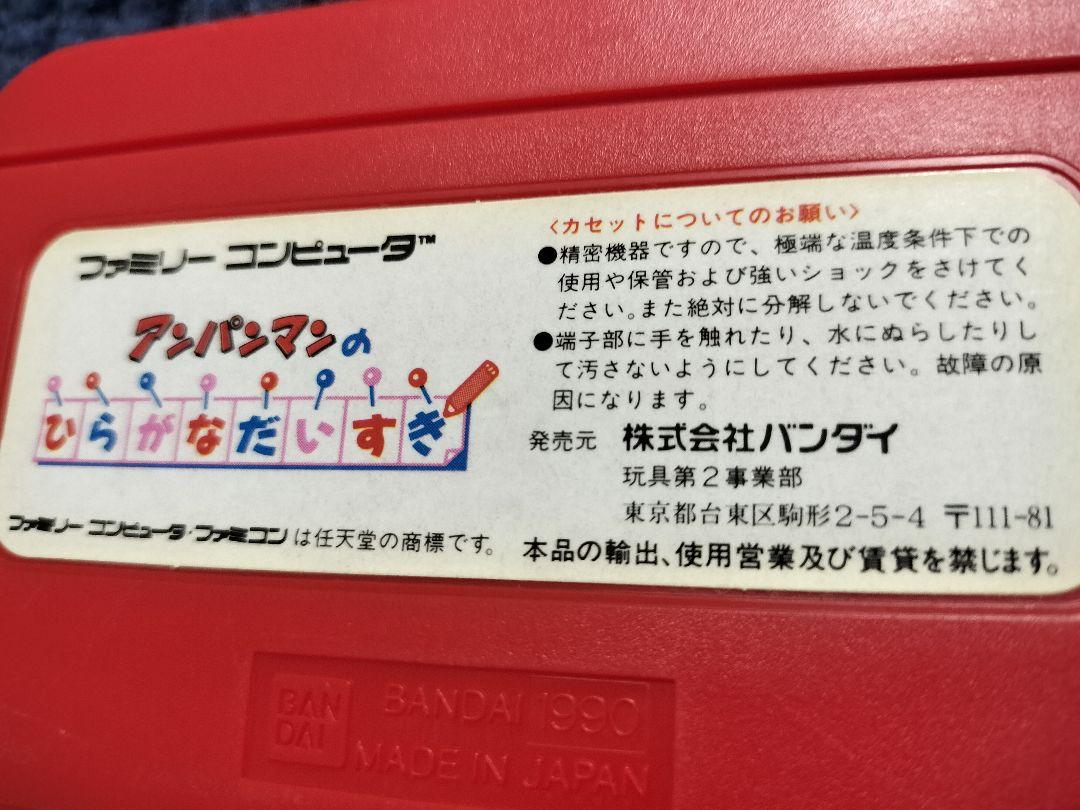 ファミリー コンピュータ™
アンパンマンの
ひらがなだいすき
ファミリー コンピュータ・ファミコンは任天堂の商標です。
〈カセットについてのお願い〉
●精密機器ですので、極端な温度条件下での
使用や保管および強いショックをさけてく
ださい。また絶対に分解しないでください。
●端子部に手を触れたり、水にぬらしたりし
て汚さないようにしてください。故障の原
因になります。
発売元 株式会社バンダイ
玩具第2事業部
東京都台東区駒形2-5-4 〒111-81
本品の輸出、使用営業及び賃貸を禁じます。
BAN
DAI
BANDAI 1990
MADE IN JAPAN